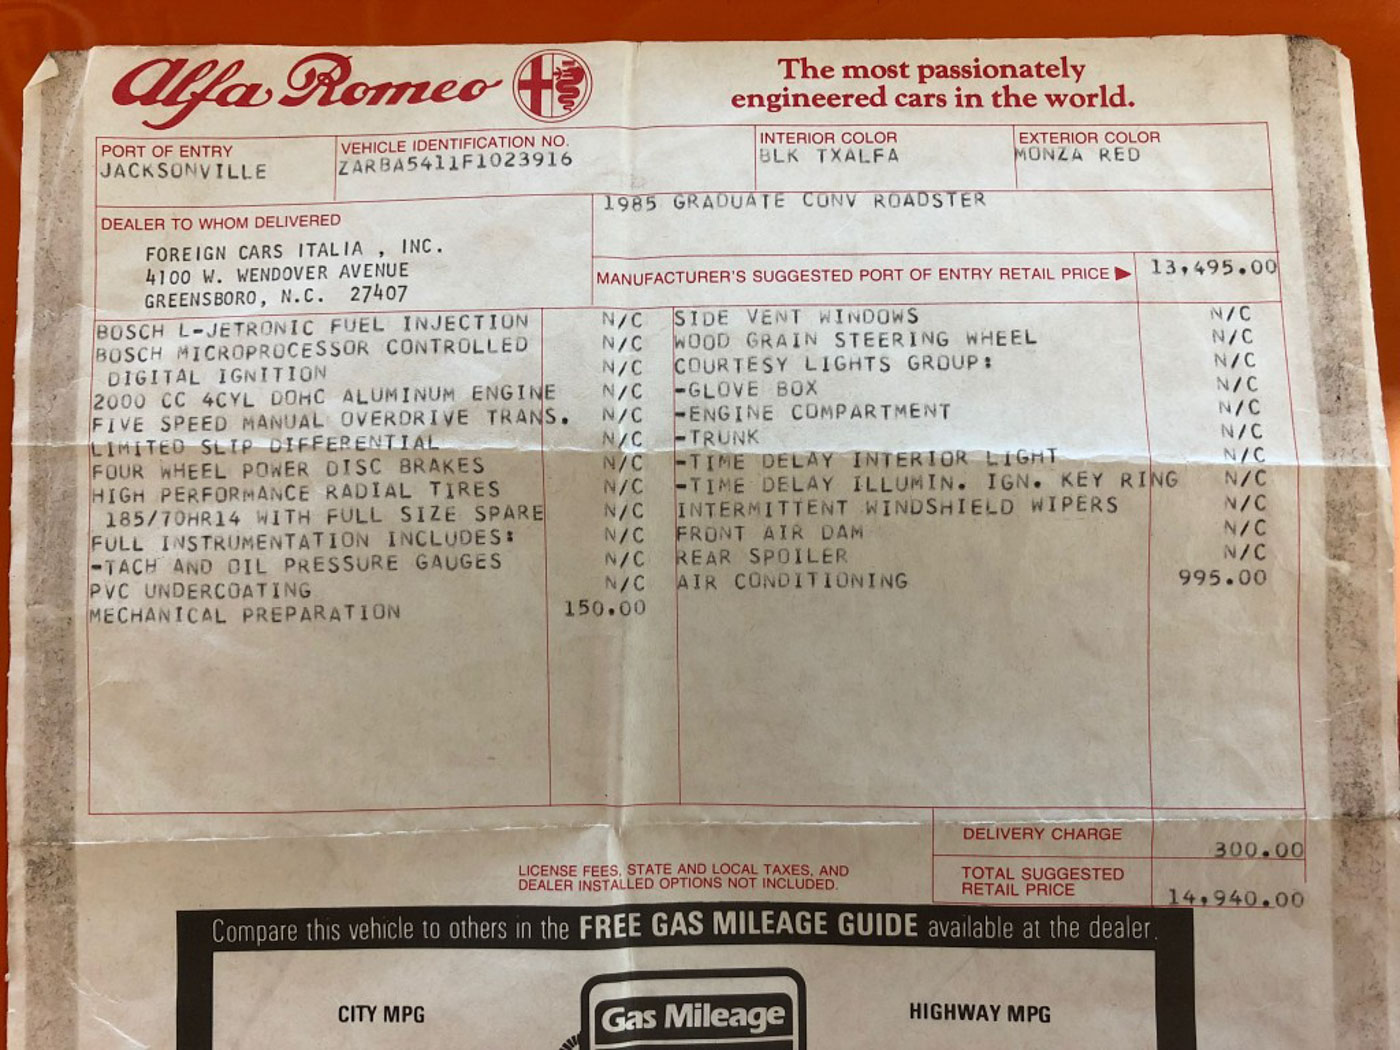 Alfa Romeo
The most passionately
engineered cars in the world.
PORT OF ENTRY
JACKSONVILLE
VEHICLE IDENTIFICATION NO.
ZARBA5411F1023916
INTERIOR COLOR
BLK TXALFA
EXTERIOR COLOR
MONZA RED
DEALER TO WHOM DELIVERED
FOREIGN CARS ITALIA , INC.
4100 W. WENDOVER AVENUE
GREENSBORO, N.C. 27407
1985 GRADUATE CONV ROADSTER
MANUFACTURER'S SUGGESTED PORT OF ENTRY RETAIL PRICE ▶ 13,495.00
BOSCH L-JETRONIC FUEL INJECTION N/C
BOSCH MICROPROCESSOR CONTROLLED N/C
DIGITAL IGNITION N/C
2000 CC 4CYL DOHC ALUMINUM ENGINE N/C
FIVE SPEED MANUAL OVERDRIVE TRANS. N/C
LIMITED SLIP DIFFERENTIAL N/C
FOUR WHEEL POWER DISC BRAKES N/C
HIGH PERFORMANCE RADIAL TIRES N/C
185/70HR14 WITH FULL SIZE SPARE N/C
FULL INSTRUMENTATION INCLUDES: N/C
-TACH AND OIL PRESSURE GAUGES N/C
PVC UNDERCOATING N/C
MECHANICAL PREPARATION 150.00
SIDE VENT WINDOWS N/C
WOOD GRAIN STEERING WHEEL N/C
COURTESY LIGHTS GROUP: N/C
-GLOVE BOX N/C
-ENGINE COMPARTMENT N/C
-TRUNK N/C
-TIME DELAY INTERIOR LIGHT N/C
-TIME DELAY ILLUMIN. IGN. KEY RING N/C
INTERMITTENT WINDSHIELD WIPERS N/C
FRONT AIR DAM N/C
REAR SPOILER N/C
AIR CONDITIONING 995.00
DELIVERY CHARGE 300.00
LICENSE FEES, STATE AND LOCAL TAXES, AND
DEALER INSTALLED OPTIONS NOT INCLUDED.
TOTAL SUGGESTED
RETAIL PRICE 14,940.00
Compare this vehicle to others in the FREE GAS MILEAGE GUIDE available at the dealer.
CITY MPG
Gas Mileage
HIGHWAY MPG